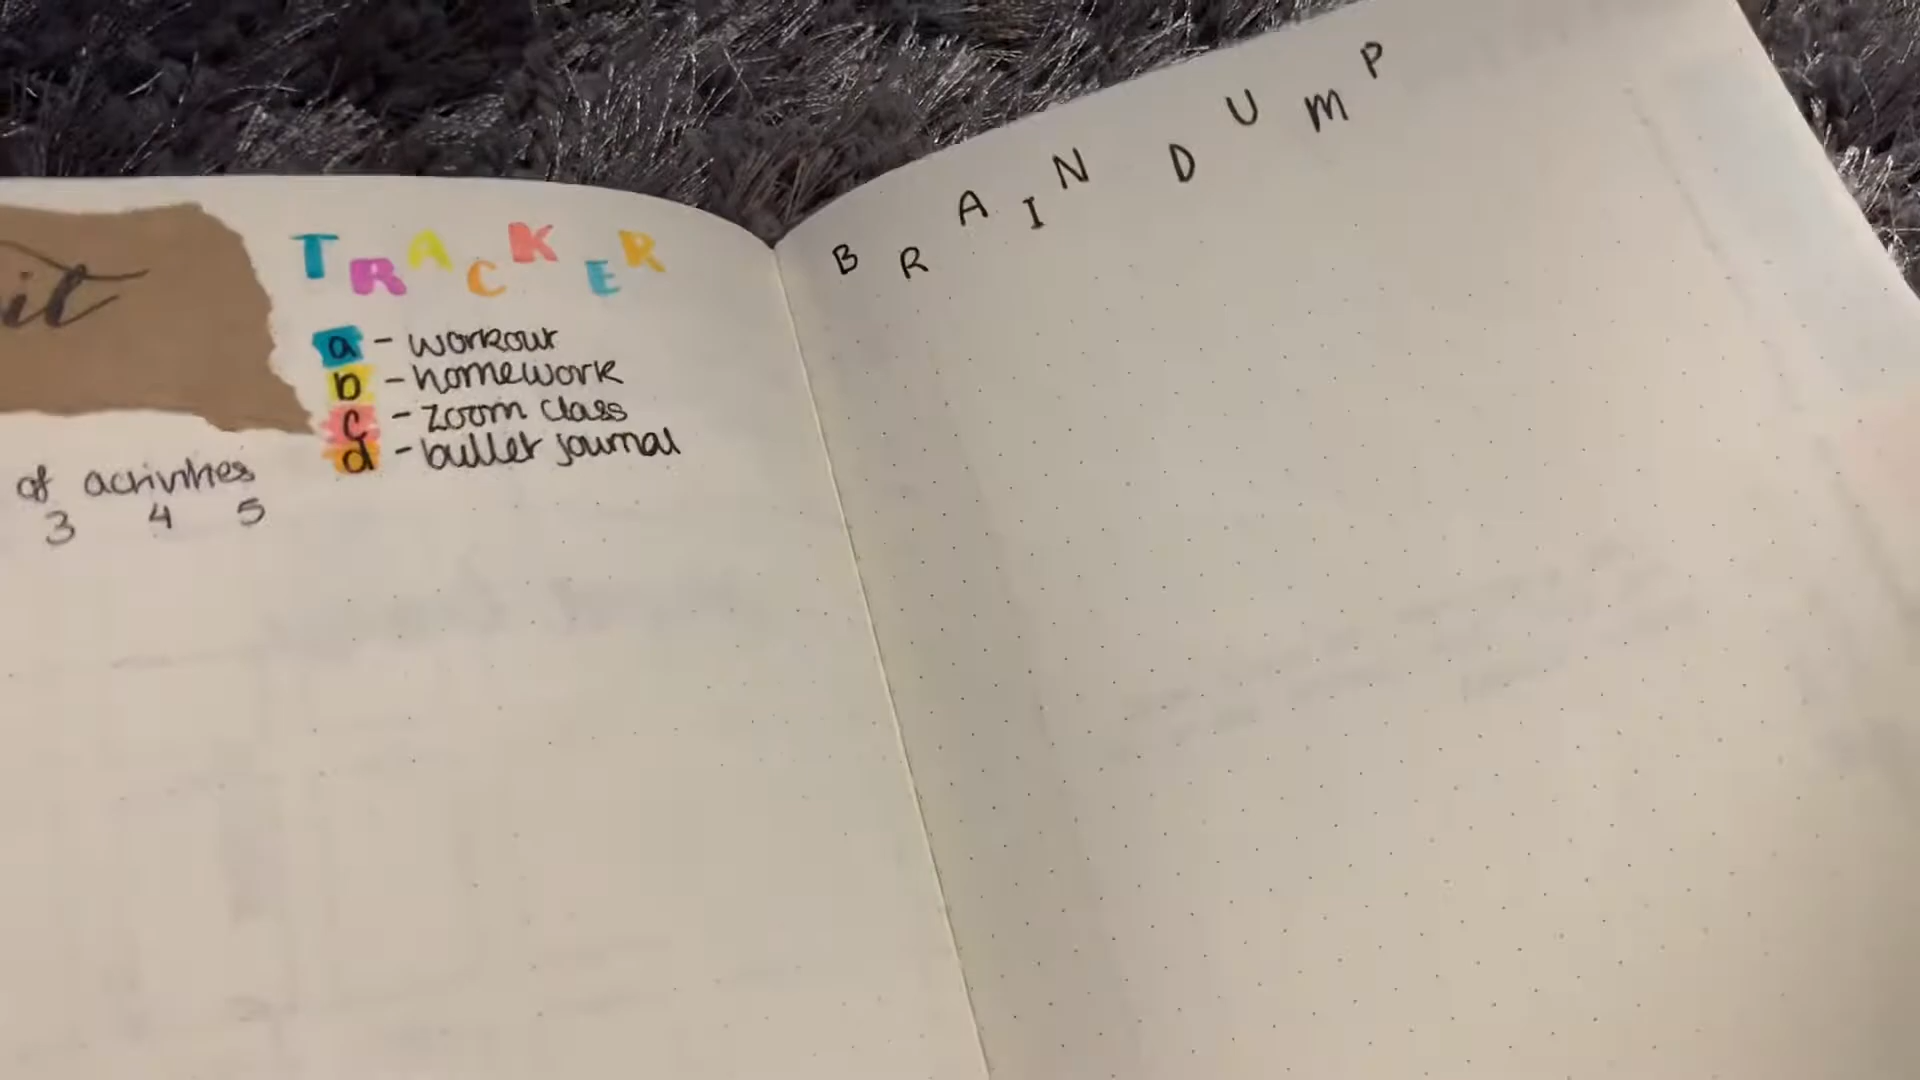 it
TRACKER
a - workout
b - homework
c - zoom class
d - bullet journal
of activities
3 4 5
BRAIN DUMP